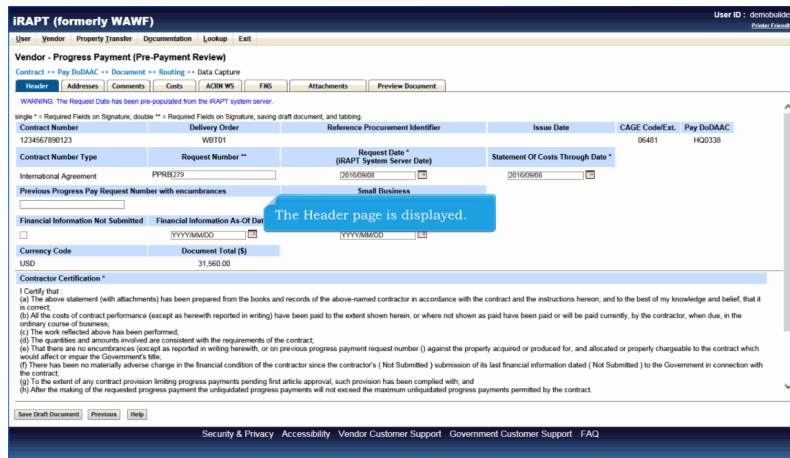 iRAPT (formerly WAWF)
User ID : demobuilde
Printer Friendl
User Vendor Property Transfer Documentation Lookup Exit
Vendor - Progress Payment (Pre-Payment Review)
Contract >> Pay DoDAAC >> Document >> Routing >> Data Capture
Header Addresses Comments Costs ACRN WS FMS Attachments Preview Document
WARNING: The Request Date has been pre-populated from the iRAPT system server.
single * = Required Fields on Signature; double ** = Required Fields on Signature, saving draft document, and tabbing.
Contract Number Delivery Order Reference Procurement Identifier Issue Date CAGE Code/Ext. Pay DoDAAC
1234567890123 WBT01 06481 HQ0338
Contract Number Type Request Number ** Request Date * (iRAPT System Server Date) Statement Of Costs Through Date *
International Agreement PPRB279 2016/09/08 2016/09/08
Previous Progress Pay Request Number with encumbrances Small Business
The Header page is displayed.
Financial Information Not Submitted Financial Information As-Of Dat
YYYY/MM/DD YYYY/MM/DD
Currency Code Document Total ($)
USD 31,560.00
Contractor Certification *
I Certify that :
(a) The above statement (with attachments) has been prepared from the books and records of the above-named contractor in accordance with the contract and the instructions hereon, and to the best of my knowledge and belief, that it
is correct;
(b) All the costs of contract performance (except as herewith reported in writing) have been paid to the extent shown herein, or where not shown as paid have been paid or will be paid currently, by the contractor, when due, in the
ordinary course of business;
(c) The work reflected above has been performed;
(d) The quantities and amounts involved are consistent with the requirements of the contract;
(e) That there are no encumbrances (except as reported in writing herewith, or on previous progress payment request number () against the property acquired or produced for, and allocated or properly chargeable to the contract which
would affect or impair the Government's title;
(f) There has been no materially adverse change in the financial condition of the contractor since the contractor's ( Not Submitted ) submission of its last financial information dated ( Not Submitted ) to the Government in connection with
the contract;
(g) To the extent of any contract provision limiting progress payments pending first article approval, such provision has been complied with; and
(h) After the making of the requested progress payment the unliquidated progress payments will not exceed the maximum unliquidated progress payments permitted by the contract.
Save Draft Document Previous Help
Security & Privacy Accessibility Vendor Customer Support Government Customer Support FAQ